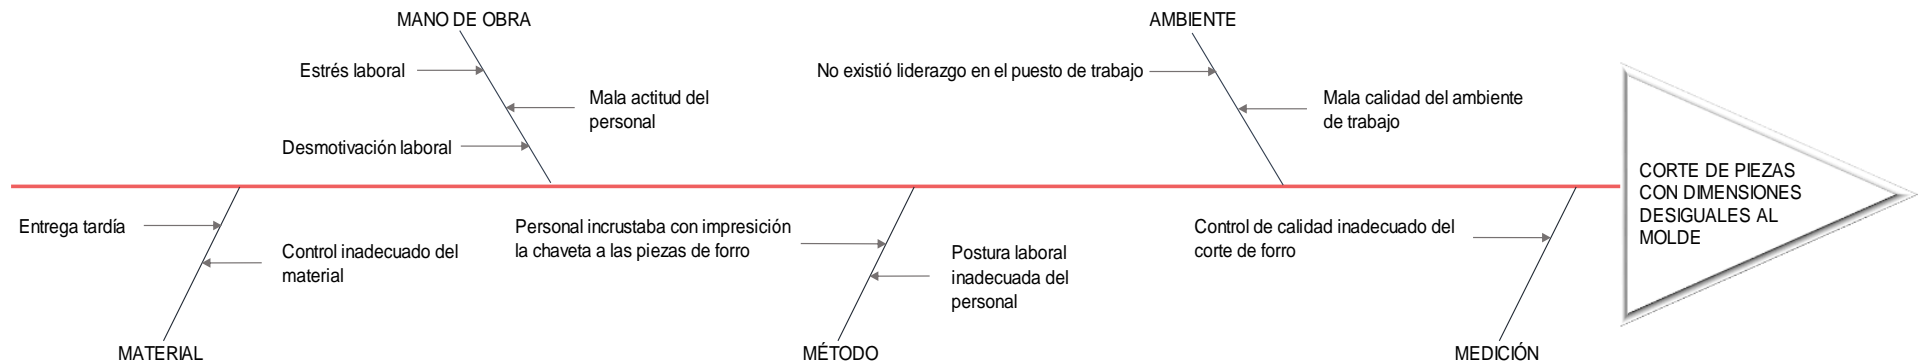 MANO DE OBRA
Estrés laboral
Mala actitud del
personal
Desmotivación laboral
AMBIENTE
No existió liderazgo en el puesto de trabajo
Mala calidad del ambiente
de trabajo
CORTE DE PIEZAS
CON DIMENSIONES
DESIGUALES AL
MOLDE
Entrega tardía
Control inadecuado del
material
MATERIAL
Personal incrustaba con impresición
la chaveta a las piezas de forro
Postura laboral
inadecuada del
personal
MÉTODO
Control de calidad inadecuado del
corte de forro
MEDICIÓN